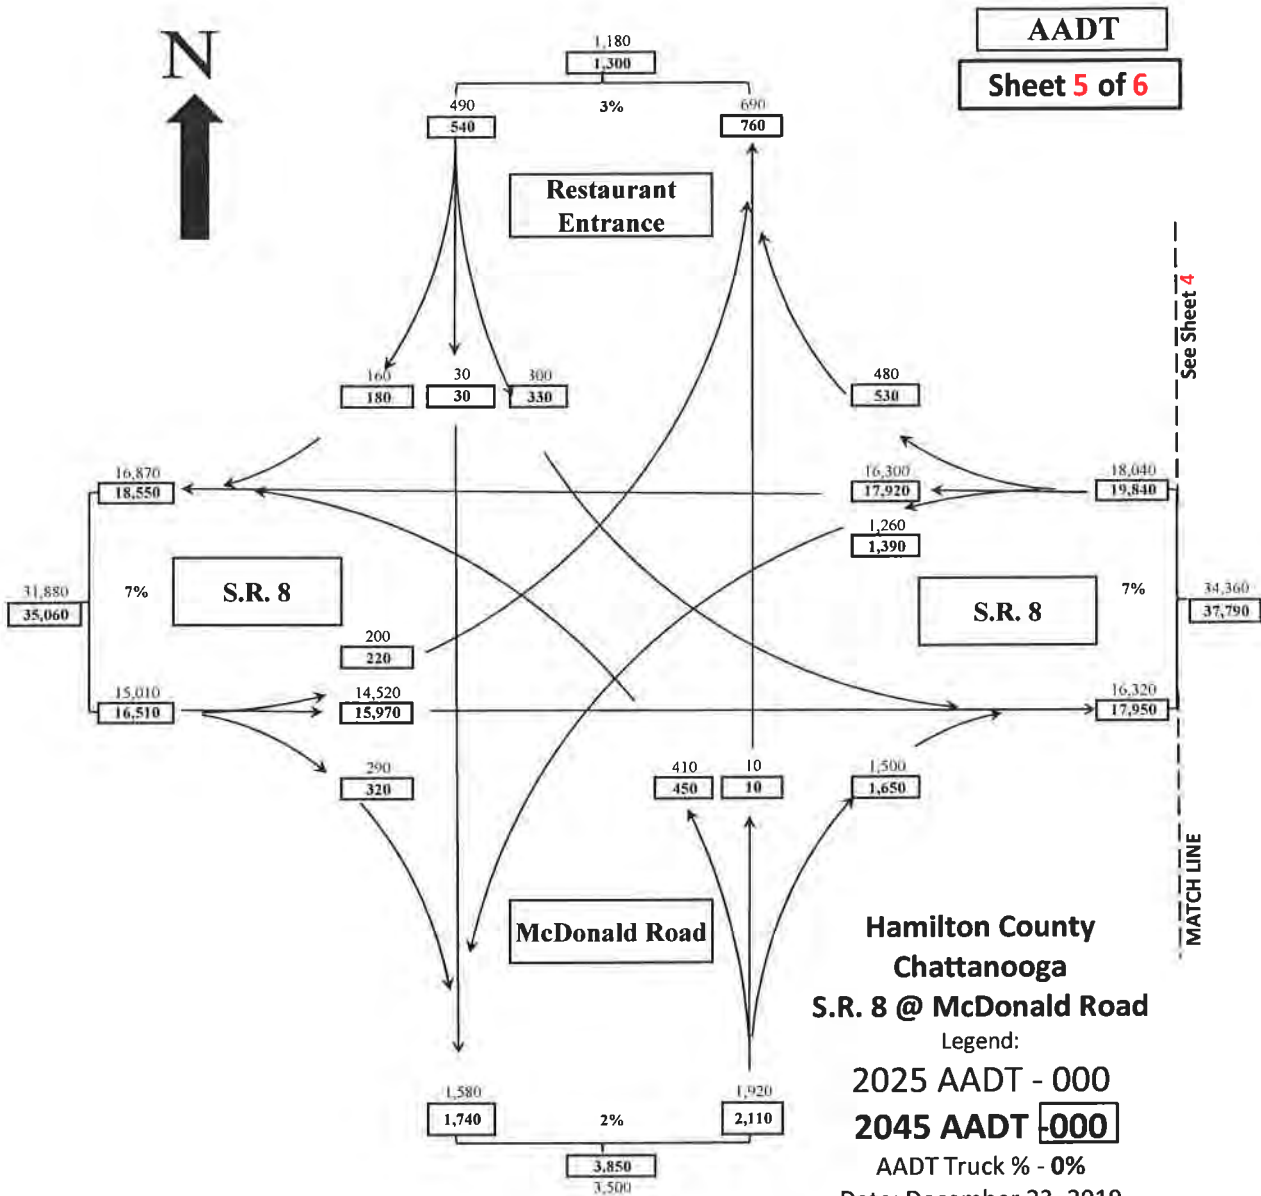 N
AADT
Sheet 5 of 6
1,180
1,300
490
3%
690
540
760
Restaurant
Entrance
See Sheet 4
160
30
300
480
180
30
330
530
16,870
16,300
18,040
18,550
17,920
19,840
1,260
1,390
31,880
7%
S.R. 8
S.R. 8
7%
34,360
35,060
37,790
200
220
15,010
14,520
16,320
16,510
15,970
17,950
290
410
10
1,500
320
450
10
1,650
MATCH LINE
McDonald Road
Hamilton County
Chattanooga
S.R. 8 @ McDonald Road
Legend:
2025 AADT - 000
2045 AADT -000
AADT Truck % - 0%
Date: December 23, 2019
1,580
1,920
1,740
2%
2,110
3,850
3,500